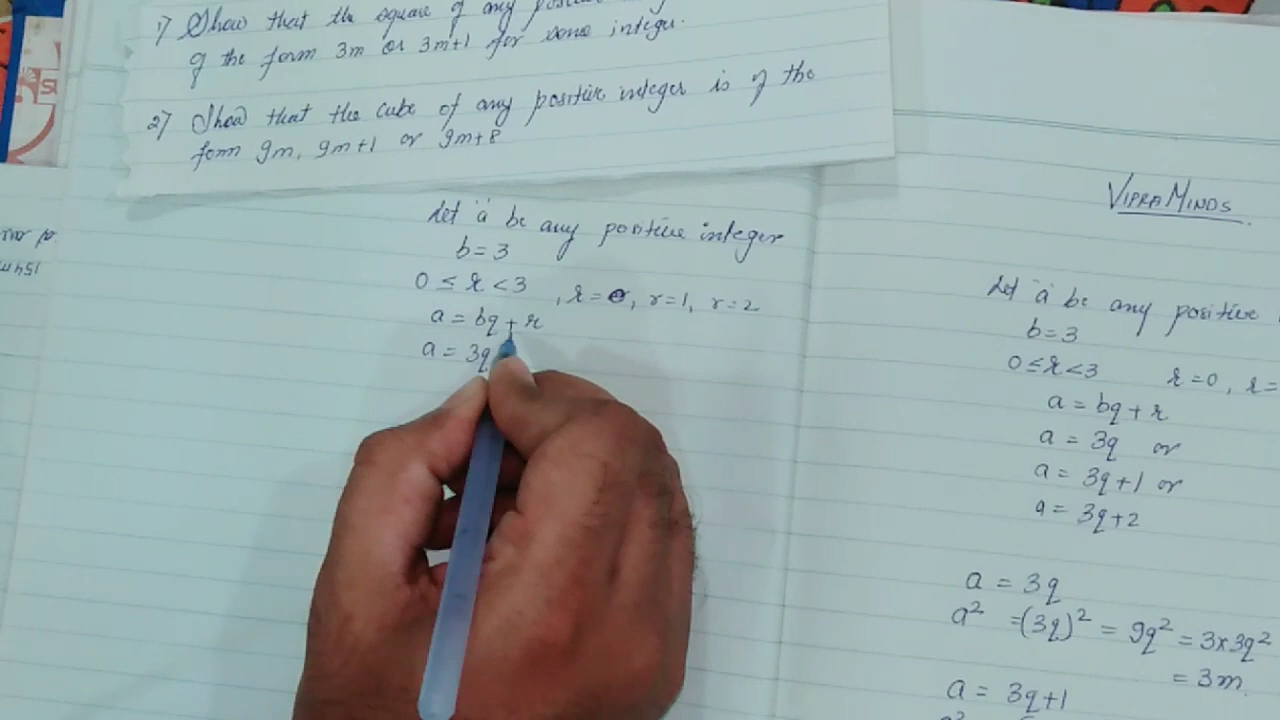 1) Show that the square of any
of the form 3m or 3m+1 for some integer.
2) Show that the cube of any positive integer is of the
form 9m, 9m+1 or 9m+8
Let 'a' be any positive integer
b=3
0 ≤ r < 3 , r=0, r=1, r=2
a = bq + r
a = 3q
VIPRA MINDS
Let 'a' be any positive
b=3
0≤r<3 r=0, r=
a = bq + r
a = 3q or
a = 3q+1 or
a = 3q+2
a = 3q
a² =(3q)² = 9q² = 3×3q²
= 3m
a = 3q+1